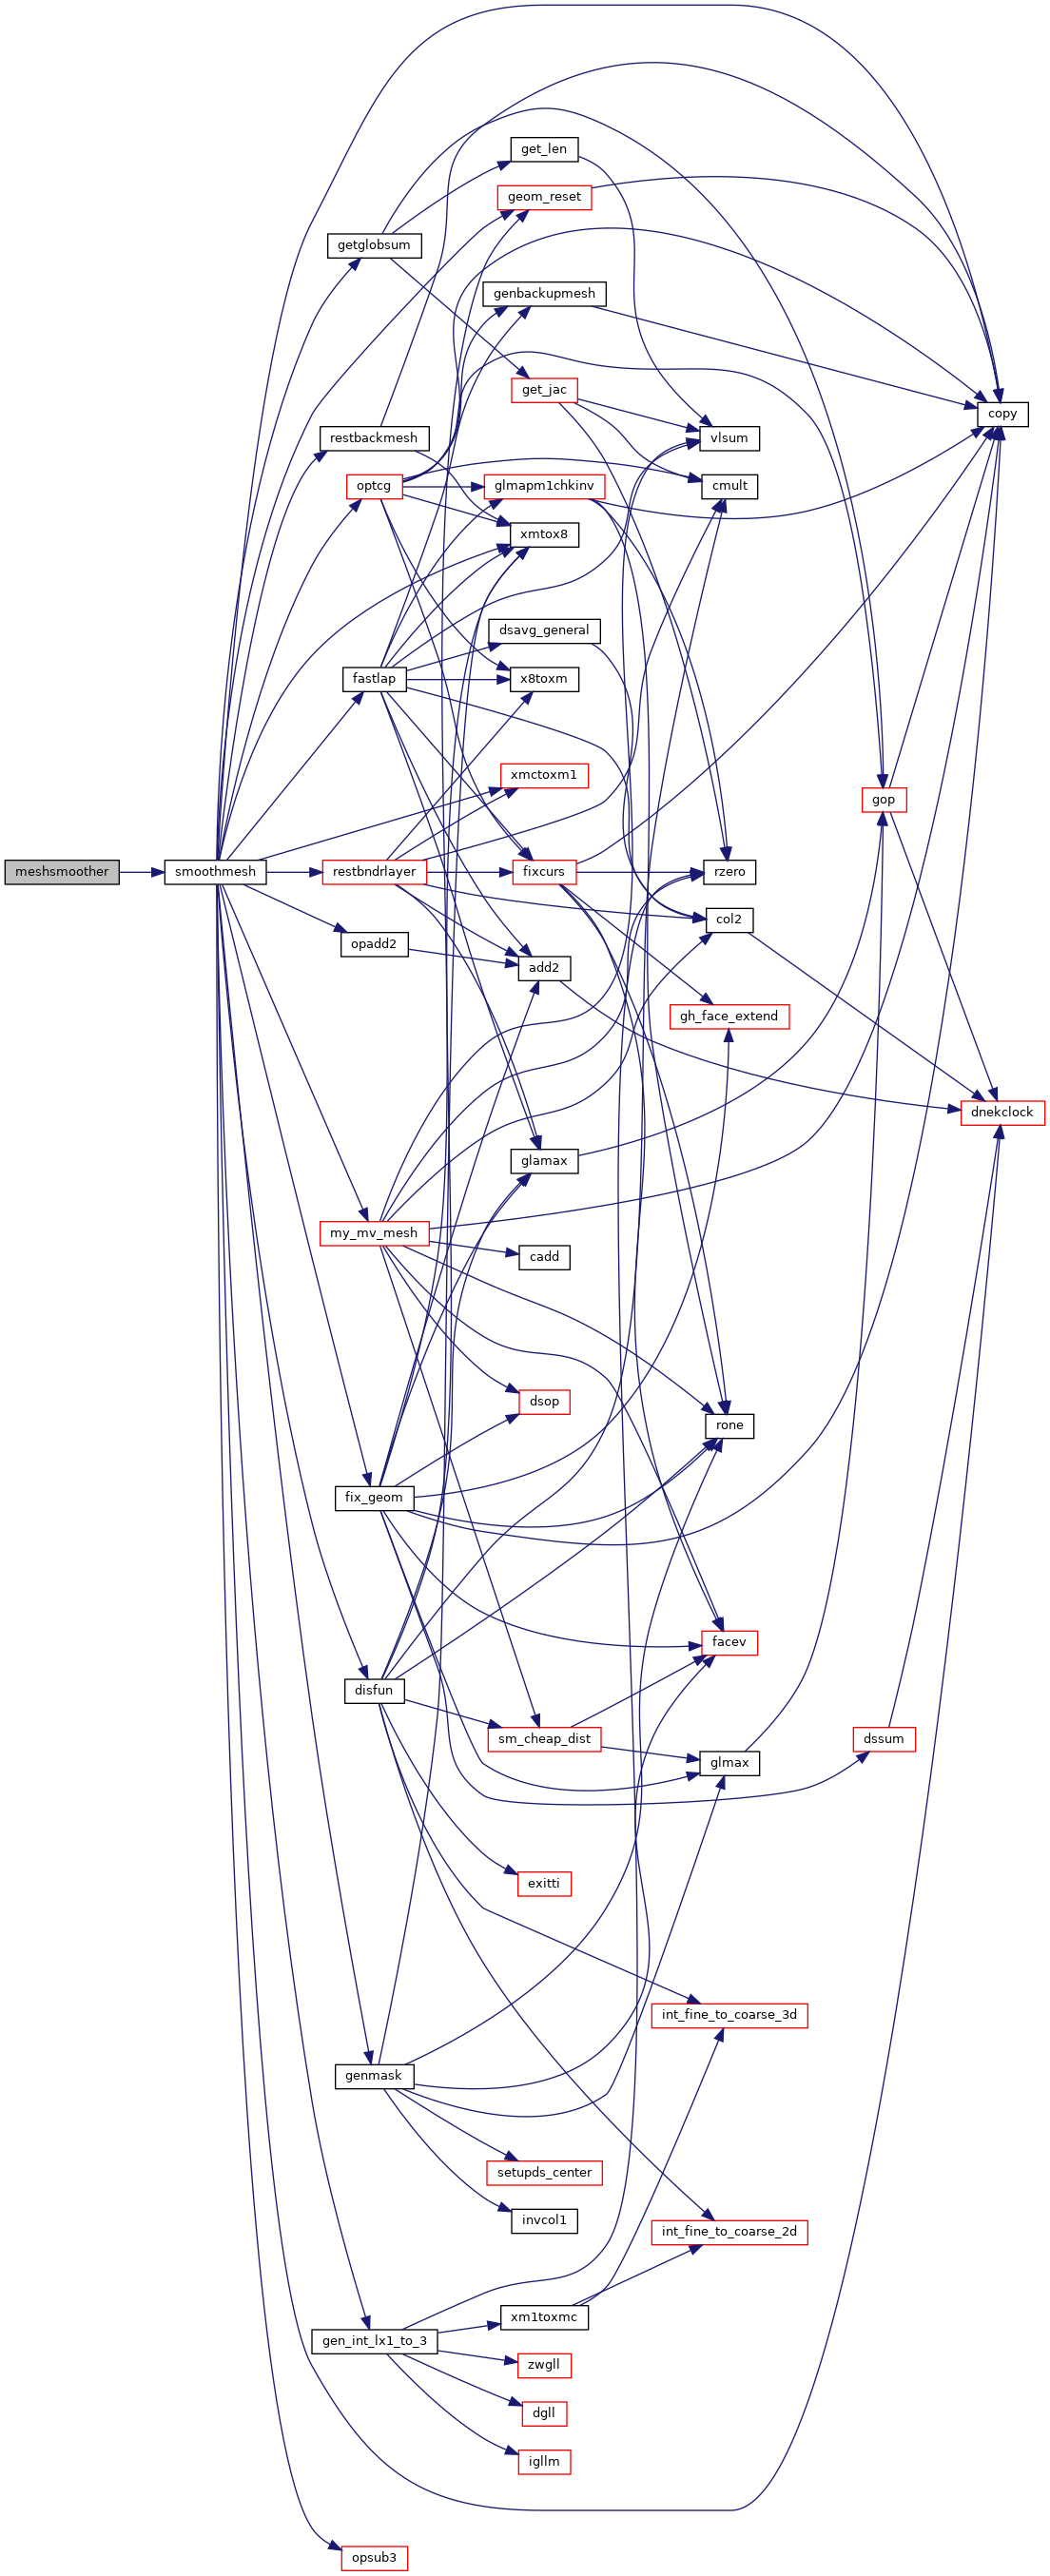 get_len
geom_reset
getglobsum
genbackupmesh
get_jac
copy
restbackmesh
vlsum
optcg
glmapm1chkinv
cmult
xmtox8
dsavg_general
fastlap
x8toxm
xmctoxm1
gop
meshsmoother
smoothmesh
restbndrlayer
fixcurs
rzero
col2
opadd2
add2
gh_face_extend
dnekclock
glamax
my_mv_mesh
cadd
dsop
rone
fix_geom
facev
disfun
sm_cheap_dist
dssum
glmax
exitti
int_fine_to_coarse_3d
genmask
setupds_center
invcol1
int_fine_to_coarse_2d
xm1toxmc
gen_int_lx1_to_3
zwgll
dgll
igllm
opsub3